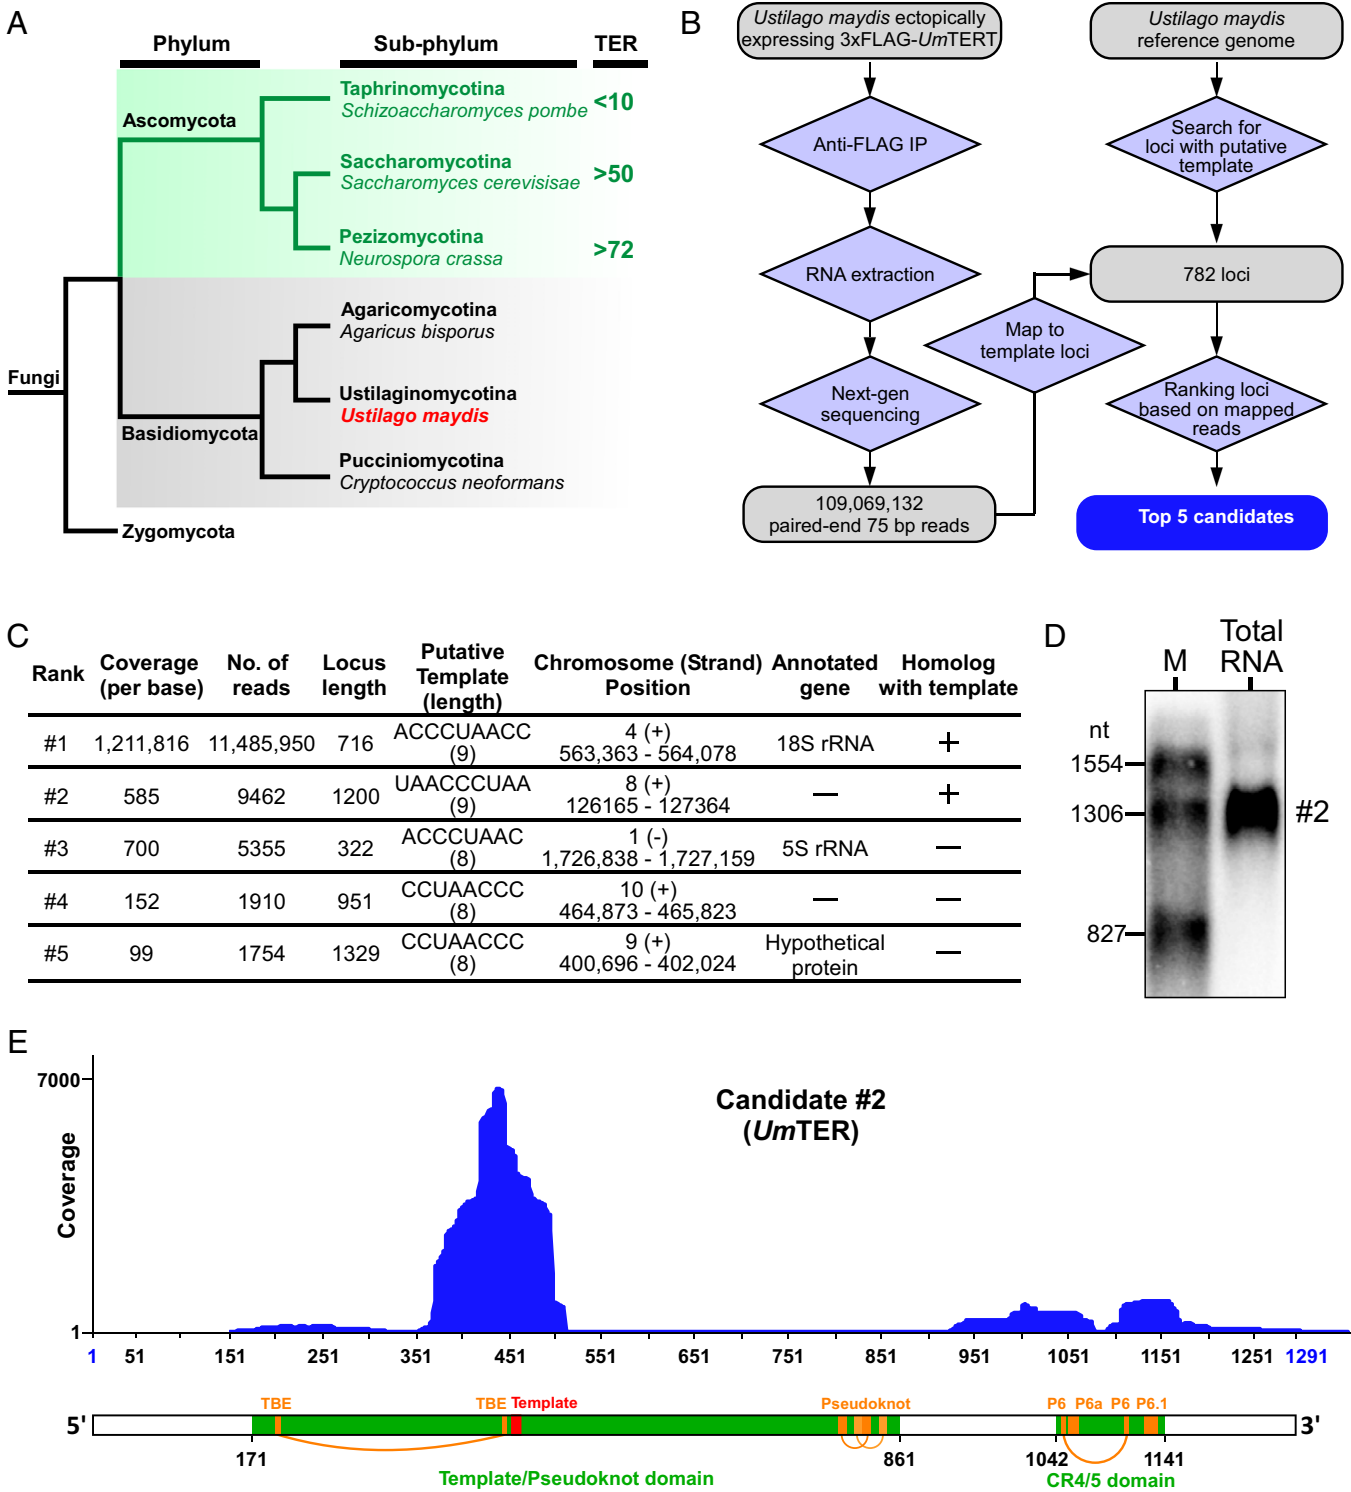 A
Phylum
Sub-phylum
TER
Ascomycota
Taphrinomycotina
Schizoaccharomyces pombe
<10
Saccharomycotina
Saccharomyces cerevisisae
>50
Pezizomycotina
Neurospora crassa
>72
Agaricomycotina
Agaricus bisporus
Fungi
Ustilaginomycotina
Ustilago maydis
Basidiomycota
Pucciniomycotina
Cryptococcus neoformans
Zygomycota
B
Ustilago maydis ectopically
expressing 3xFLAG-UmTERT
Anti-FLAG IP
RNA extraction
Next-gen
sequencing
109,069,132
paired-end 75 bp reads
Map to
template loci
Ustilago maydis
reference genome
Search for
loci with putative
template
782 loci
Ranking loci
based on mapped
reads
Top 5 candidates
C
Rank
Coverage
(per base)
No. of
reads
Locus
length
Putative
Template
(length)
Chromosome (Strand)
Position
Annotated
gene
Homolog
with template
#1
1,211,816
11,485,950
716
ACCCUAACC
(9)
4 (+)
563,363 - 564,078
18S rRNA
+
#2
585
9462
1200
UAACCCUAA
(9)
8 (+)
126165 - 127364
—
+
#3
700
5355
322
ACCCUAAC
(8)
1 (-)
1,726,838 - 1,727,159
5S rRNA
—
#4
152
1910
951
CCUAACCC
(8)
10 (+)
464,873 - 465,823
—
—
#5
99
1754
1329
CCUAACCC
(8)
9 (+)
400,696 - 402,024
Hypothetical
protein
—
D
M
Total
RNA
nt
1554
1306
827
#2
E
7000
Coverage
1
Candidate #2
(UmTER)
1 51 151 251 351 451 551 651 751 851 951 1051 1151 1251 1291
TBE TBE Template Pseudoknot P6 P6a P6 P6.1
5' 3'
171 861 1042 1141
Template/Pseudoknot domain
CR4/5 domain